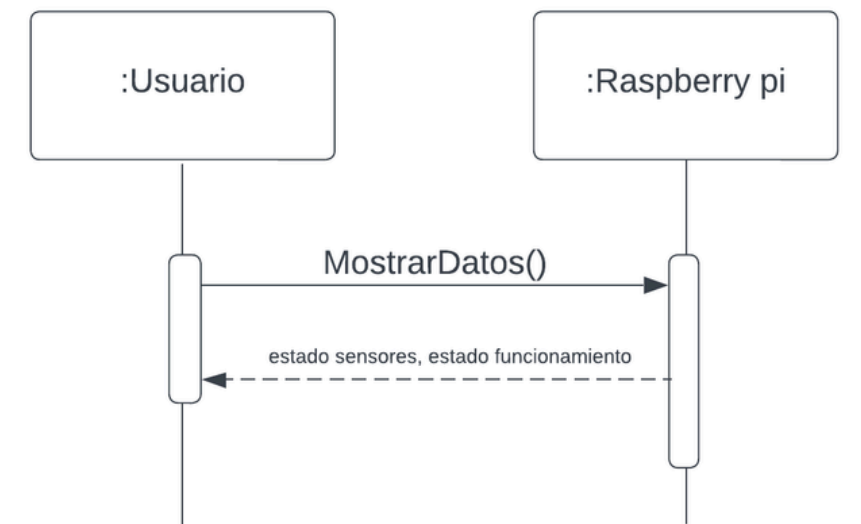 :Usuario
:Raspberry pi
MostrarDatos()
estado sensores, estado funcionamiento